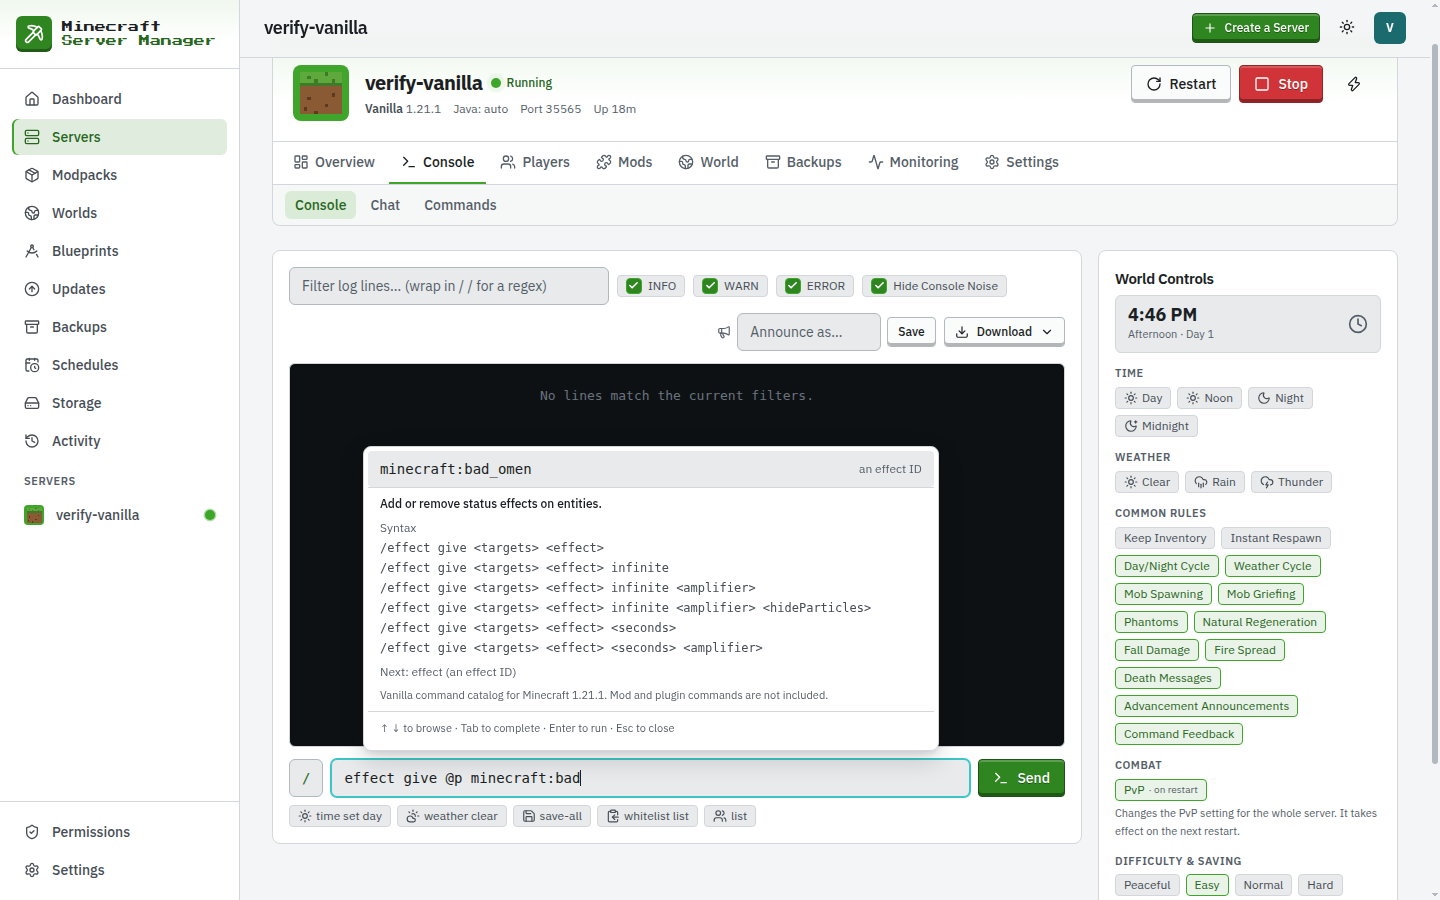 Minecraft
Server Manager
verify-vanilla
Create a Server
V
Dashboard
Servers
Modpacks
Worlds
Blueprints
Updates
Backups
Schedules
Storage
Activity
SERVERS
verify-vanilla
Permissions
Settings
verify-vanilla
Running
Vanilla 1.21.1 Java: auto Port 35565 Up 18m
Restart
Stop
Overview
Console
Players
Mods
World
Backups
Monitoring
Settings
Console
Chat
Commands
Filter log lines... (wrap in / / for a regex)
INFO
WARN
ERROR
Hide Console Noise
Announce as...
Save
Download
No lines match the current filters.
minecraft:bad_omen
an effect ID
Add or remove status effects on entities.
Syntax
/effect give <targets> <effect>
/effect give <targets> <effect> infinite
/effect give <targets> <effect> infinite <amplifier>
/effect give <targets> <effect> infinite <amplifier> <hideParticles>
/effect give <targets> <effect> <seconds>
/effect give <targets> <effect> <seconds> <amplifier>
Next: effect (an effect ID)
Vanilla command catalog for Minecraft 1.21.1. Mod and plugin commands are not included.
↑ ↓ to browse · Tab to complete · Enter to run · Esc to close
/
effect give @p minecraft:bad
Send
time set day
weather clear
save-all
whitelist list
list
World Controls
4:46 PM
Afternoon · Day 1
TIME
Day
Noon
Night
Midnight
WEATHER
Clear
Rain
Thunder
COMMON RULES
Keep Inventory
Instant Respawn
Day/Night Cycle
Weather Cycle
Mob Spawning
Mob Griefing
Phantoms
Natural Regeneration
Fall Damage
Fire Spread
Death Messages
Advancement Announcements
Command Feedback
COMBAT
PvP · on restart
Changes the PvP setting for the whole server. It takes
effect on the next restart.
DIFFICULTY & SAVING
Peaceful
Easy
Normal
Hard